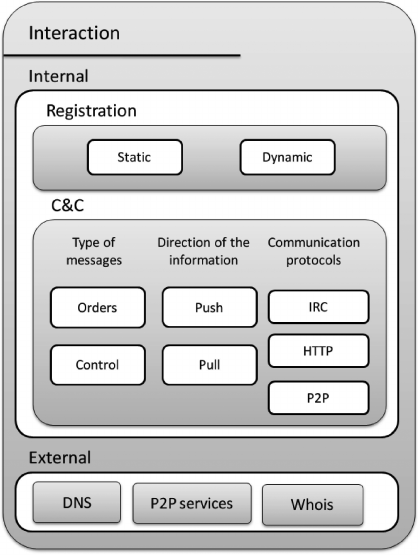 Interaction
Internal
Registration
Static Dynamic
C&C
Type of Direction of the Communication
messages information protocols
Orders Push IRC
HTTP
Control Pull
P2P
External
DNS P2P services Whois